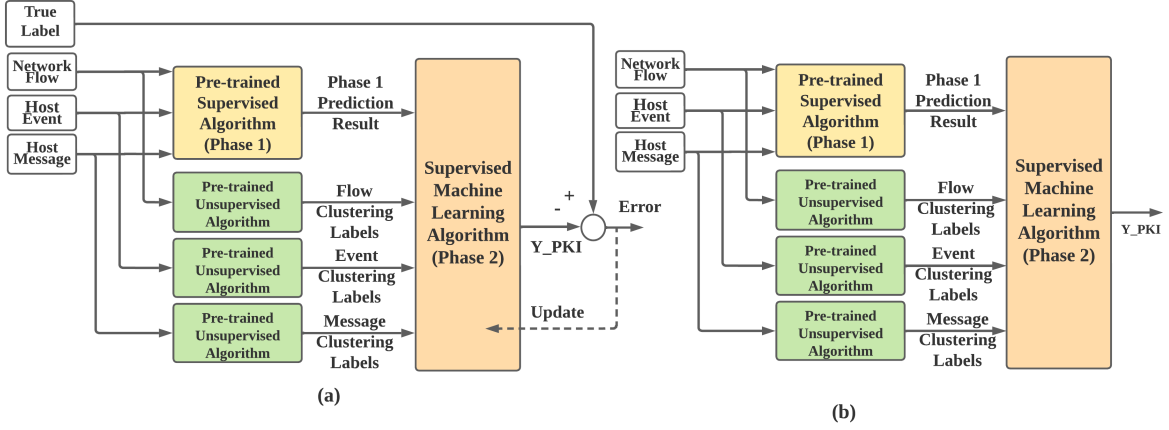 True
Label
Network
Flow
Host
Event
Host
Message
Pre-trained
Supervised
Algorithm
(Phase 1)
Phase 1
Prediction
Result
Pre-trained
Unsupervised
Algorithm
Flow
Clustering
Labels
Pre-trained
Unsupervised
Algorithm
Event
Clustering
Labels
Pre-trained
Unsupervised
Algorithm
Message
Clustering
Labels
Supervised
Machine
Learning
Algorithm
(Phase 2)
+
-
Y_PKI
Error
Update
(a)
Network
Flow
Host
Event
Host
Message
Pre-trained
Supervised
Algorithm
(Phase 1)
Phase 1
Prediction
Result
Pre-trained
Unsupervised
Algorithm
Flow
Clustering
Labels
Pre-trained
Unsupervised
Algorithm
Event
Clustering
Labels
Pre-trained
Unsupervised
Algorithm
Message
Clustering
Labels
Supervised
Machine
Learning
Algorithm
(Phase 2)
Y_PKI
(b)